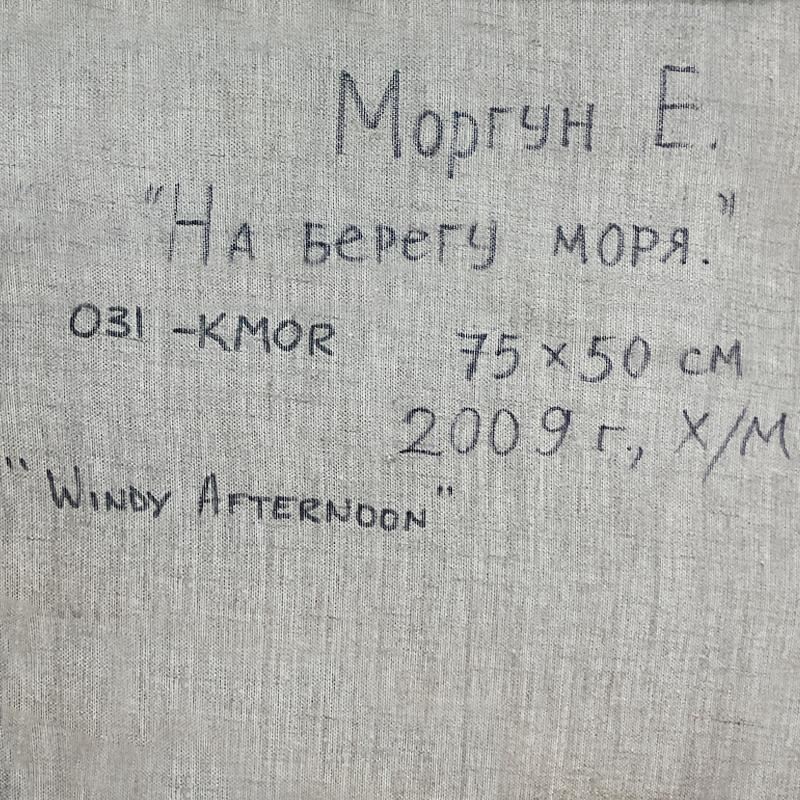 Моргун Е.
"На берегу моря."
031 -KMOR
75 x 50 см
2009 г., Х/М
"WINDY AFTERNOON"